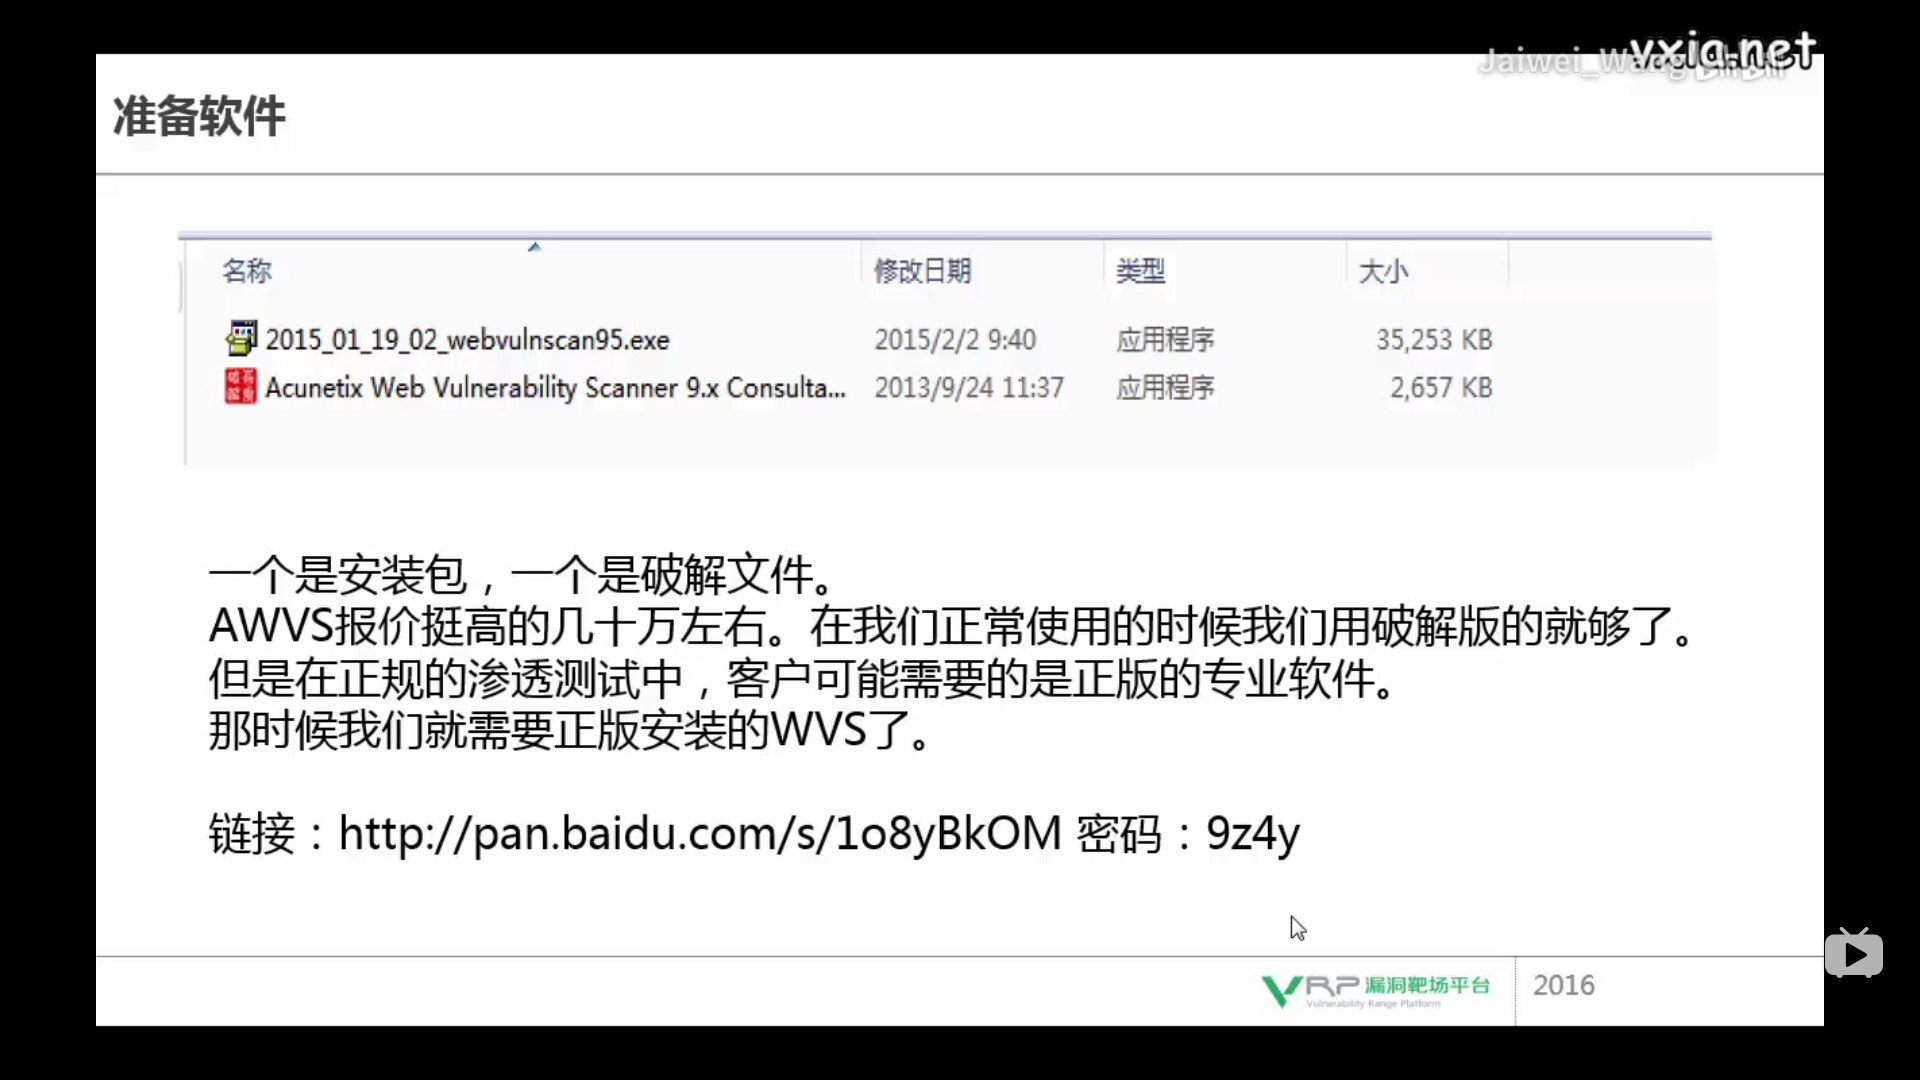 vxia.net
Jaiwei_Wang
准备软件
名称 修改日期 类型 大小
2015_01_19_02_webvulnscan95.exe 2015/2/2 9:40 应用程序 35,253 KB
Acunetix Web Vulnerability Scanner 9.x Consulta... 2013/9/24 11:37 应用程序 2,657 KB
一个是安装包，一个是破解文件。
AWVS报价挺高的几十万左右。在我们正常使用的时候我们用破解版的就够了。
但是在正规的渗透测试中，客户可能需要的是正版的专业软件。
那时候我们就需要正版安装的WVS了。
链接：http://pan.baidu.com/s/1o8yBkOM 密码：9z4y
VRP 漏洞靶场平台
Vulnerability Range Platform
2016